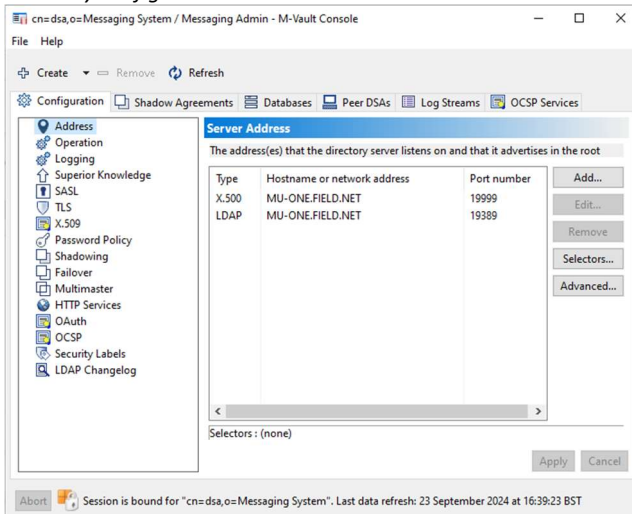 cn=dsa,o=Messaging System / Messaging Admin - M-Vault Console
File Help
Create Remove Refresh
Configuration Shadow Agreements Databases Peer DSAs Log Streams OCSP Services
Address
Operation
Logging
Superior Knowledge
SASL
TLS
X.509
Password Policy
Shadowing
Failover
Multimaster
HTTP Services
OAuth
OCSP
Security Labels
LDAP Changelog
Server Address
The address(es) that the directory server listens on and that it advertises in the root
Type Hostname or network address Port number
X.500 MU-ONE.FIELD.NET 19999
LDAP MU-ONE.FIELD.NET 19389
Add...
Edit...
Remove
Selectors...
Advanced...
Selectors : (none)
Apply Cancel
Abort Session is bound for "cn=dsa,o=Messaging System". Last data refresh: 23 September 2024 at 16:39:23 BST